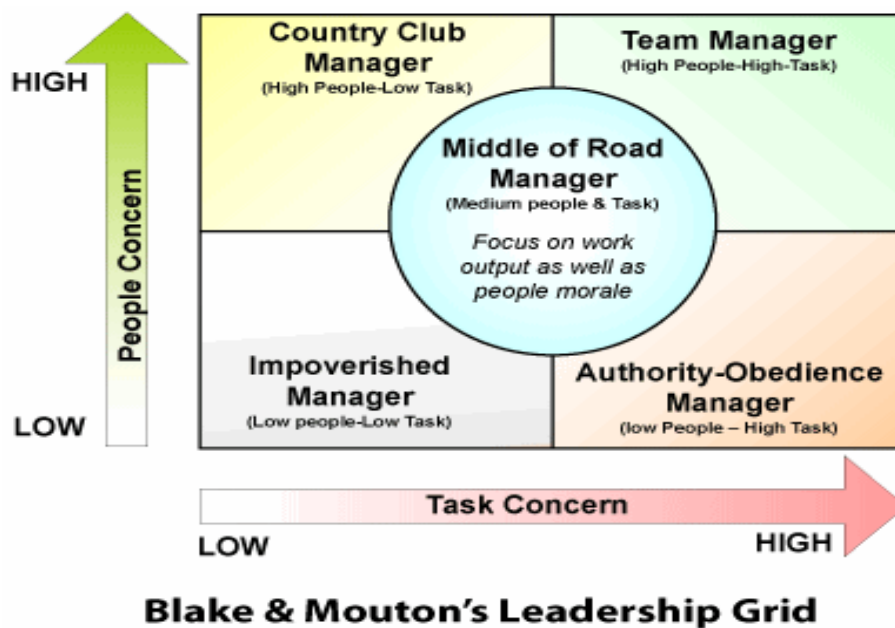 HIGH
People Concern
LOW
Country Club
Manager
(High People-Low Task)
Team Manager
(High People-High-Task)
Middle of Road
Manager
(Medium people & Task)
Focus on work
output as well as
people morale
Impoverished
Manager
(Low people-Low Task)
Authority-Obedience
Manager
(low People – High Task)
Task Concern
LOW
HIGH
Blake & Mouton's Leadership Grid